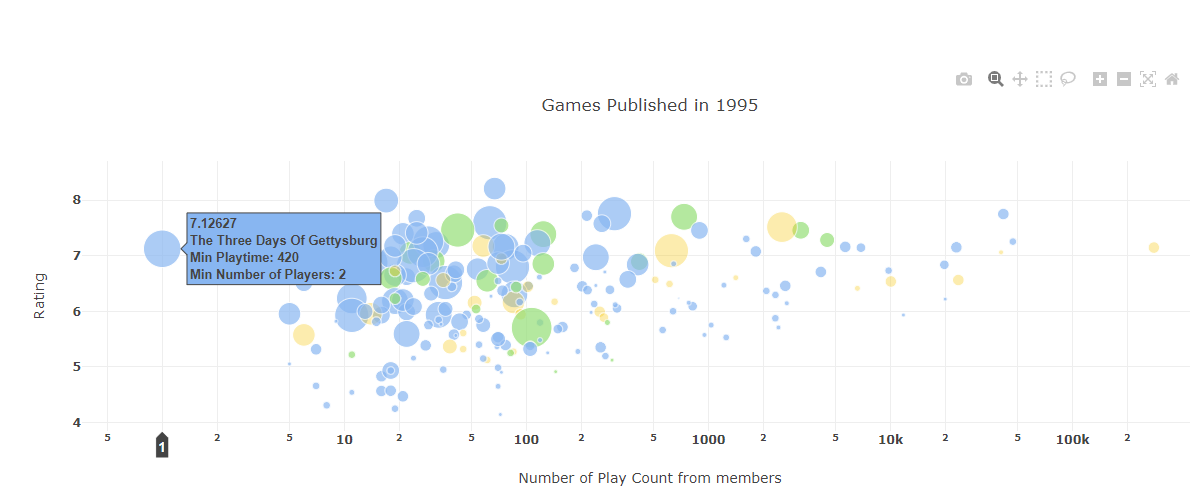 Games Published in 1995
8
7
6
5
4
Rating
7.12627
The Three Days Of Gettysburg
Min Playtime: 420
Min Number of Players: 2
5 1 2 5 10 2 5 100 2 5 1000 2 5 10k 2 5 100k 2
Number of Play Count from members